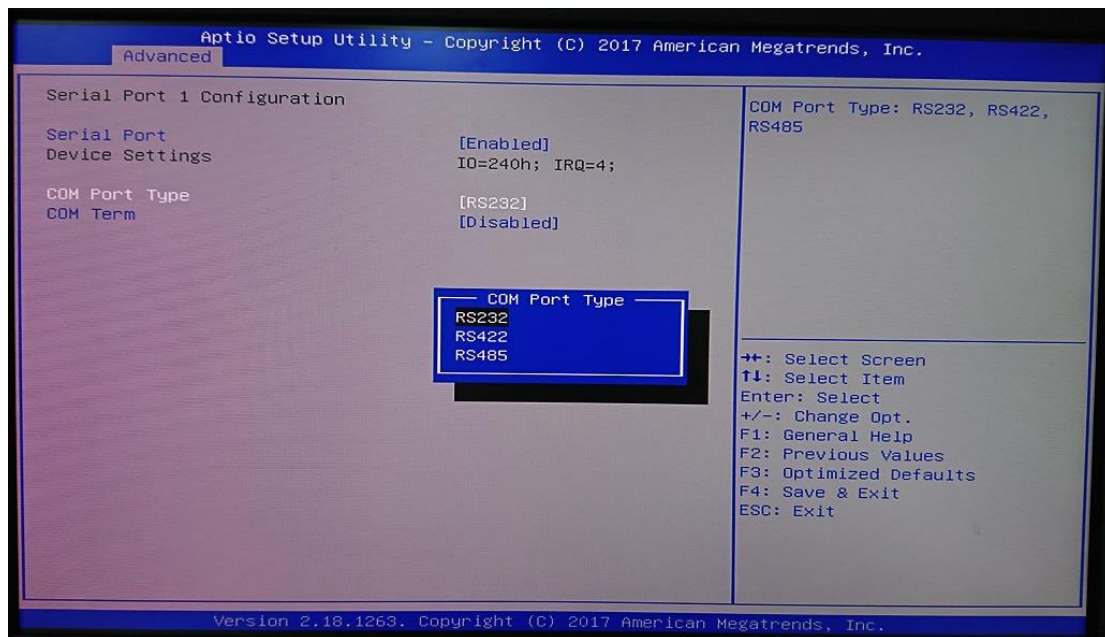 Aptio Setup Utility – Copyright (C) 2017 American Megatrends, Inc.
Advanced
Serial Port 1 Configuration
Serial Port [Enabled]
Device Settings IO=240h; IRQ=4;
COM Port Type [RS232]
COM Term [Disabled]
COM Port Type
RS232
RS422
RS485
COM Port Type: RS232, RS422,
RS485
→←: Select Screen
↑↓: Select Item
Enter: Select
+/-: Change Opt.
F1: General Help
F2: Previous Values
F3: Optimized Defaults
F4: Save & Exit
ESC: Exit
Version 2.18.1263. Copyright (C) 2017 American Megatrends, Inc.